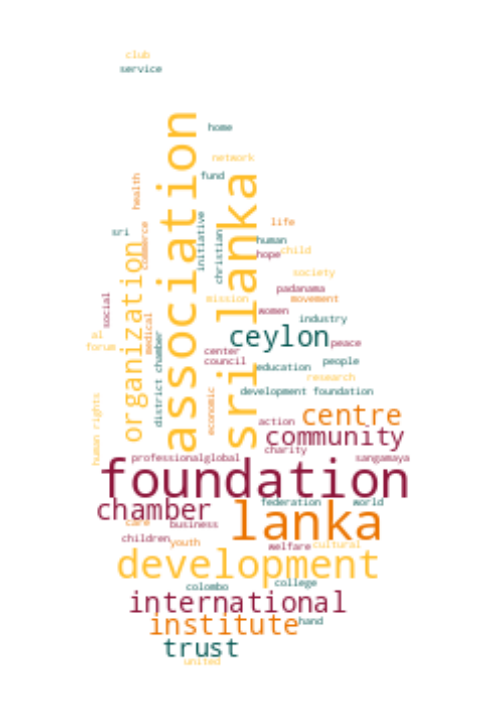 club
service
home
network
fund
health
association
sri lanka
life
initiative
christian
sri
commerce
human
hope
child
organization
society
padanama
social
mission
movement
women
industry
medical
district chamber
ceylon
peace
al
forum
center
council
people
education
research
economic
development foundation
human rights
action
centre
community
charity
professional
global
sangamaya
foundation
chamber
federation
world
lanka
care
business
children
youth
welfare
cultural
development
colombo
college
international
institute
hand
trust
united